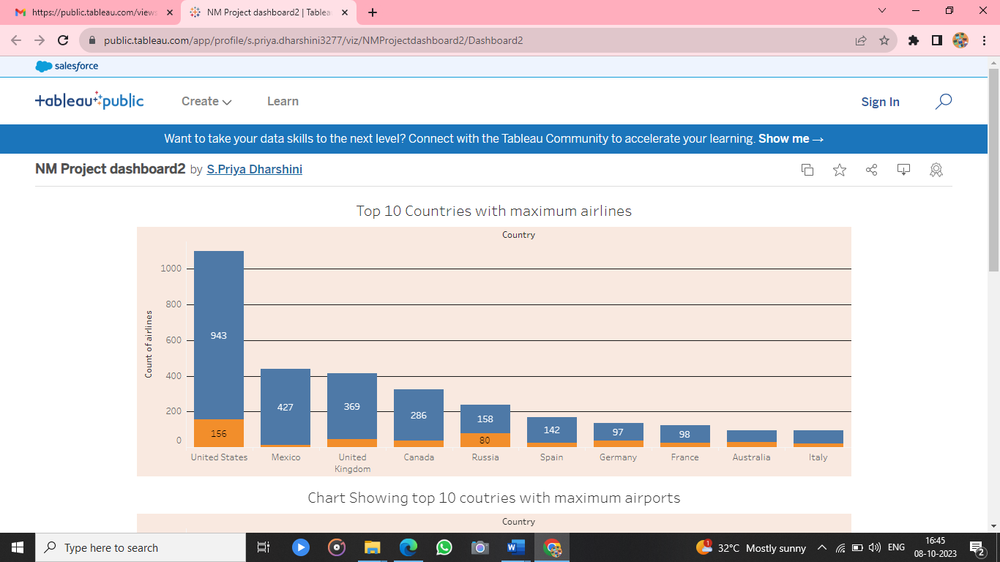 https://public.tableau.com/views
NM Project dashboard2 | Tablea
public.tableau.com/app/profile/s.priya.dharshini3277/viz/NMProjectdashboard2/Dashboard2
salesforce
+ableau public
Create
Learn
Sign In
Want to take your data skills to the next level? Connect with the Tableau Community to accelerate your learning. Show me →
NM Project dashboard2 by S.Priya Dharshini
Top 10 Countries with maximum airlines
Country
Count of airlines
1000
800
600
400
200
0
943
156
427
369
286
158
80
142
97
98
United States
Mexico
United Kingdom
Canada
Russia
Spain
Germany
France
Australia
Italy
Chart Showing top 10 coutries with maximum airports
Country
Type here to search
1
32°C Mostly sunny
ENG
16:45
08-10-2023
2